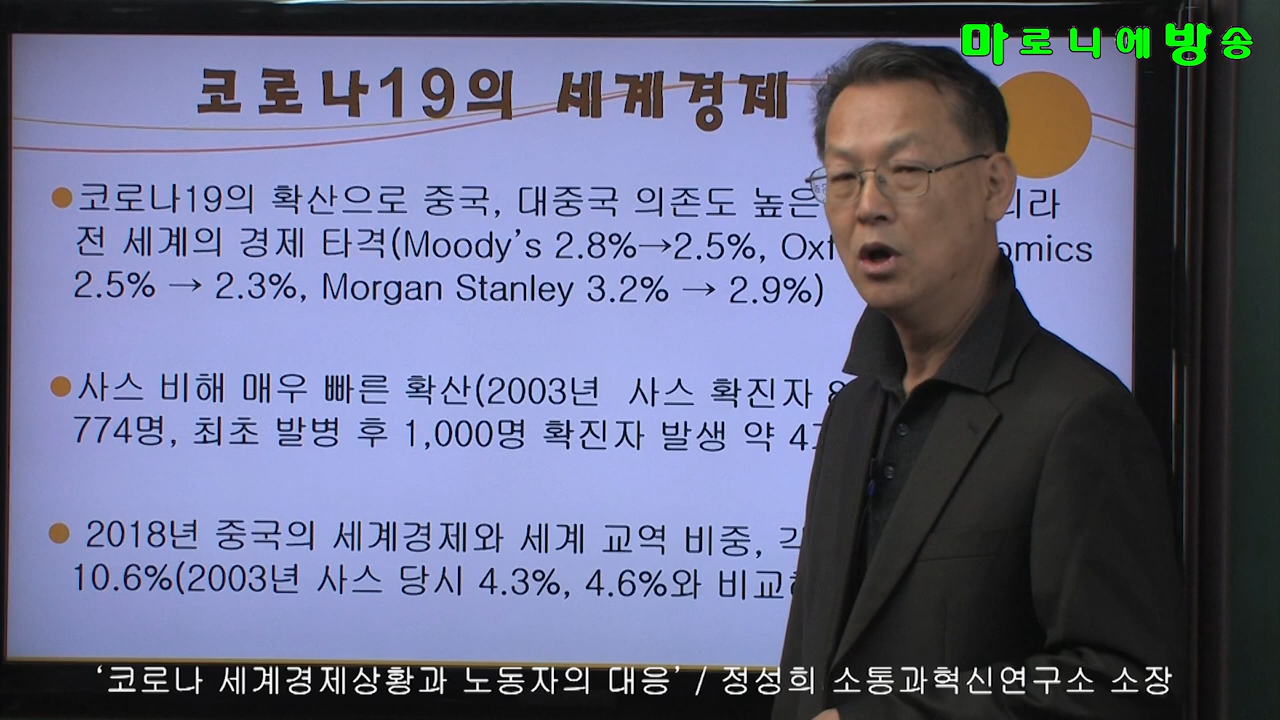 마로니에방송
코로나19의 세계경제
●코로나19의 확산으로 중국, 대중국 의존도 높은
전 세계의 경제 타격(Moody's 2.8%→2.5%, 
2.5% → 2.3%, Morgan Stanley 3.2% → 2.9%)
●사스 비해 매우 빠른 확산(2003년 사스 확진자
774명, 최초 발병 후 1,000명 확진자 발생 약
● 2018년 중국의 세계경제와 세계 교역 비중,
10.6%(2003년 사스 당시 4.3%, 4.6%와
'코로나 세계경제상황과 노동자의 대응' / 정성희 소통과혁신연구소 소장